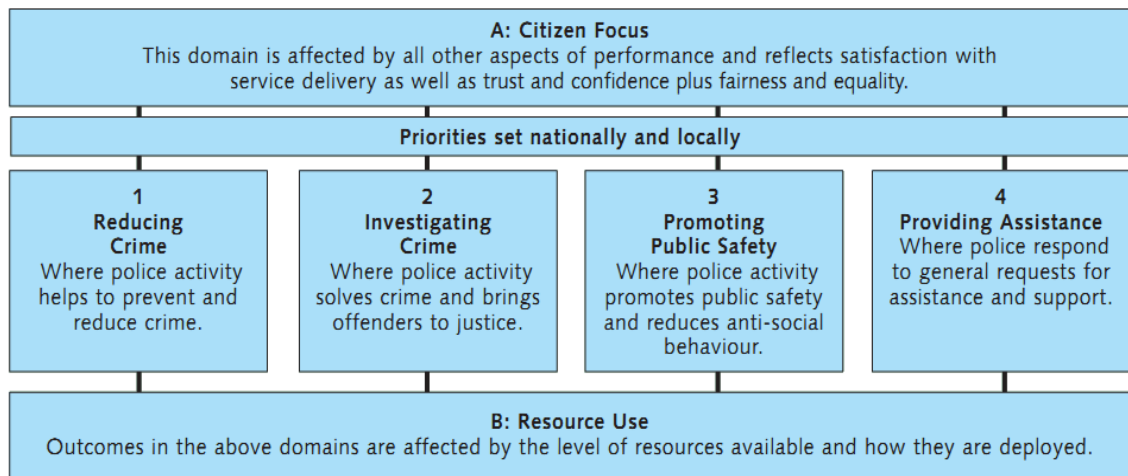 A: Citizen Focus
This domain is affected by all other aspects of performance and reflects satisfaction with
service delivery as well as trust and confidence plus fairness and equality.
Priorities set nationally and locally
1
Reducing
Crime
Where police activity
helps to prevent and
reduce crime.
2
Investigating
Crime
Where police activity
solves crime and brings
offenders to justice.
3
Promoting
Public Safety
Where police activity
promotes public safety
and reduces anti-social
behaviour.
4
Providing Assistance
Where police respond
to general requests for
assistance and support.
B: Resource Use
Outcomes in the above domains are affected by the level of resources available and how they are deployed.